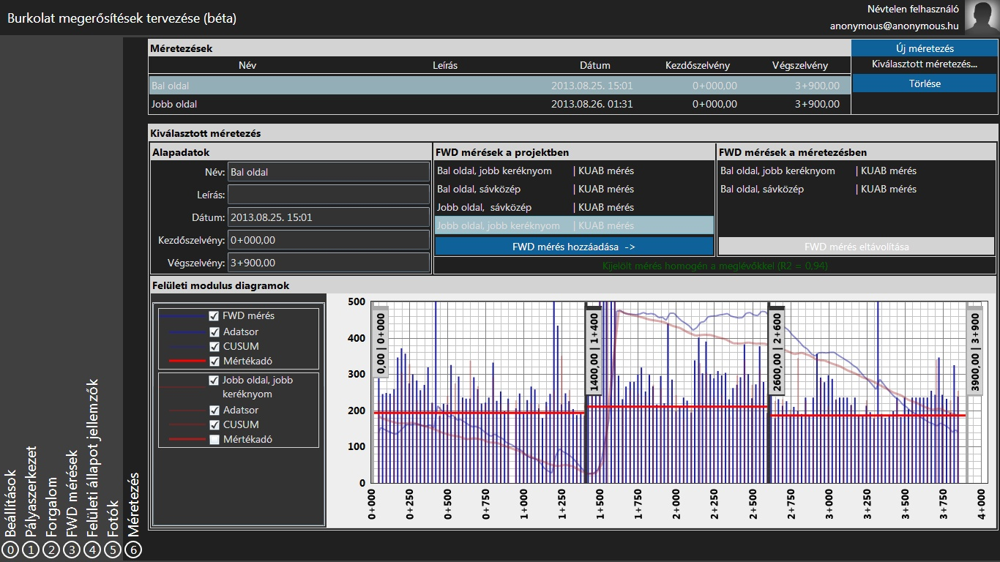 Burkolat megerősítések tervezése (béta)
Névtelen felhasználó
anonymous@anonymous.hu
Méretezések
Név Leírás Dátum Kezdőszelvény Végszelvény
Bal oldal 2013.08.25. 15:01 0+000,00 3+900,00
Jobb oldal 2013.08.26. 01:31 0+000,00 3+900,00
Új méretezés
Kiválasztott méretezés...
Törlése
Kiválasztott méretezés
Alapadatok
Név: Bal oldal
Leírás:
Dátum: 2013.08.25. 15:01
Kezdőszelvény: 0+000,00
Végszelvény: 3+900,00
FWD mérések a projektben
Bal oldal, jobb keréknyom | KUAB mérés
Bal oldal, sávközép | KUAB mérés
Jobb oldal, sávközép | KUAB mérés
Jobb oldal, jobb keréknyom | KUAB mérés
FWD mérés hozzáadása ->
FWD mérések a méretezésben
Bal oldal, jobb keréknyom | KUAB mérés
Bal oldal, sávközép | KUAB mérés
FWD mérés eltávolítása
Kijelölt mérés homogén a meglévőkkel (R2 = 0,94)
Felületi modulus diagramok
FWD mérés
Adatsor
CUSUM
Mértékadó
Jobb oldal, jobb
keréknyom
Adatsor
CUSUM
Mértékadó
500
400
300
200
100
0
0,00 | 0+000
1400,00 | 1+400
2600,00 | 2+600
3900,00 | 3+900
0+000
0+250
0+500
0+750
1+000
1+250
1+500
1+750
2+000
2+250
2+500
2+750
3+000
3+250
3+500
3+750
4+000
0 Beállítások
1 Pályaszerkezet
2 Forgalom
3 FWD mérések
4 Felületi állapot jellemzők
5 Fotók
6 Méretezés